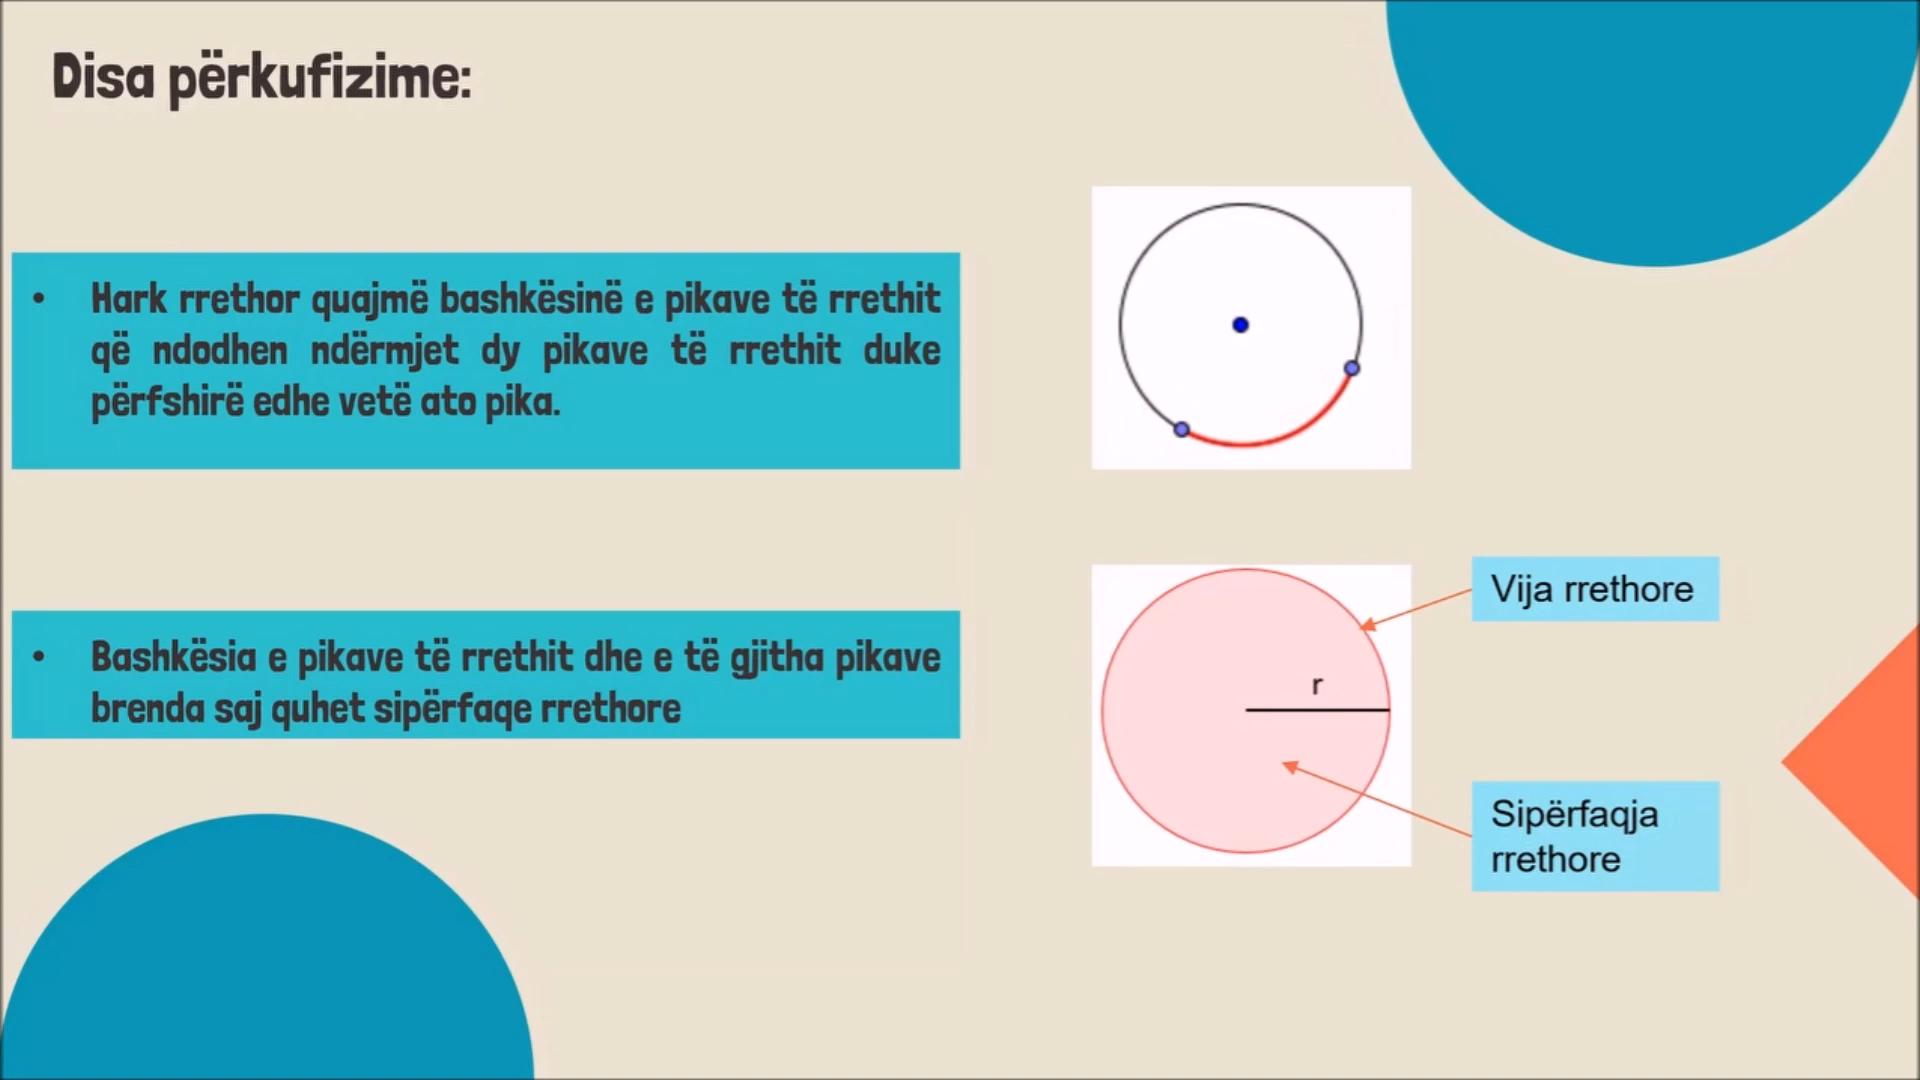 Disa përkufizime:
• Hark rrethor quajmë bashkësinë e pikave të rrethit
që ndodhen ndërmjet dy pikave të rrethit duke
përfshirë edhe vetë ato pika.
• Bashkësia e pikave të rrethit dhe e të gjitha pikave
brenda saj quhet sipërfaqe rrethore
Vija rrethore
r
Sipërfaqja
rrethore